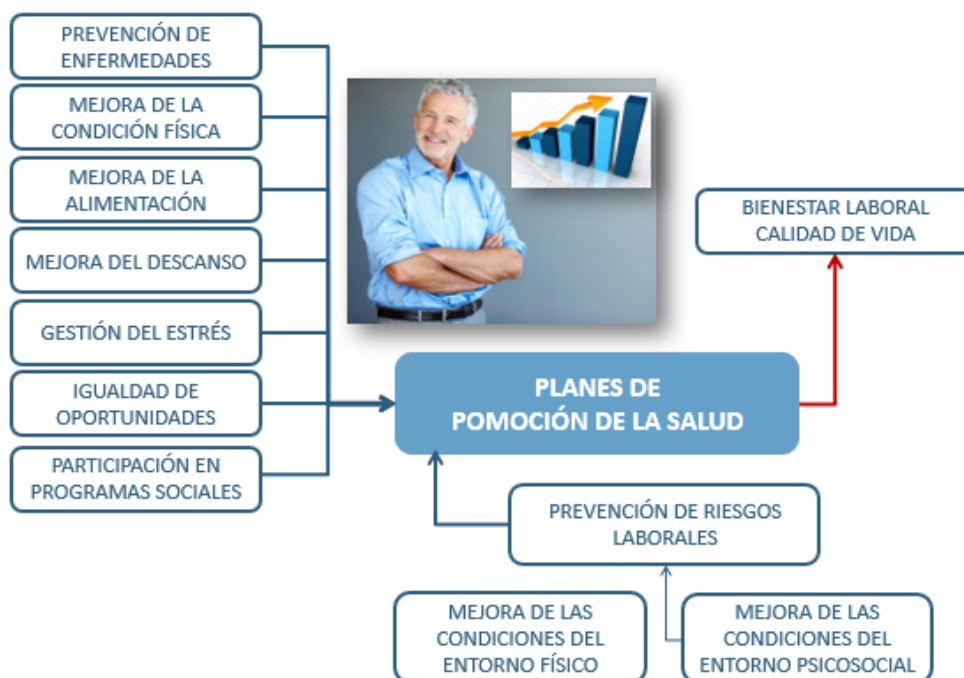 PREVENCIÓN DE
ENFERMEDADES
MEJORA DE LA
CONDICIÓN FÍSICA
MEJORA DE LA
ALIMENTACIÓN
MEJORA DEL DESCANSO
GESTIÓN DEL ESTRÉS
IGUALDAD DE
OPORTUNIDADES
PARTICIPACIÓN EN
PROGRAMAS SOCIALES
BIENESTAR LABORAL
CALIDAD DE VIDA
PLANES DE
POMOCIÓN DE LA SALUD
PREVENCIÓN DE RIESGOS
LABORALES
MEJORA DE LAS
CONDICIONES DEL
ENTORNO FÍSICO
MEJORA DE LAS
CONDICIONES DEL
ENTORNO PSICOSOCIAL